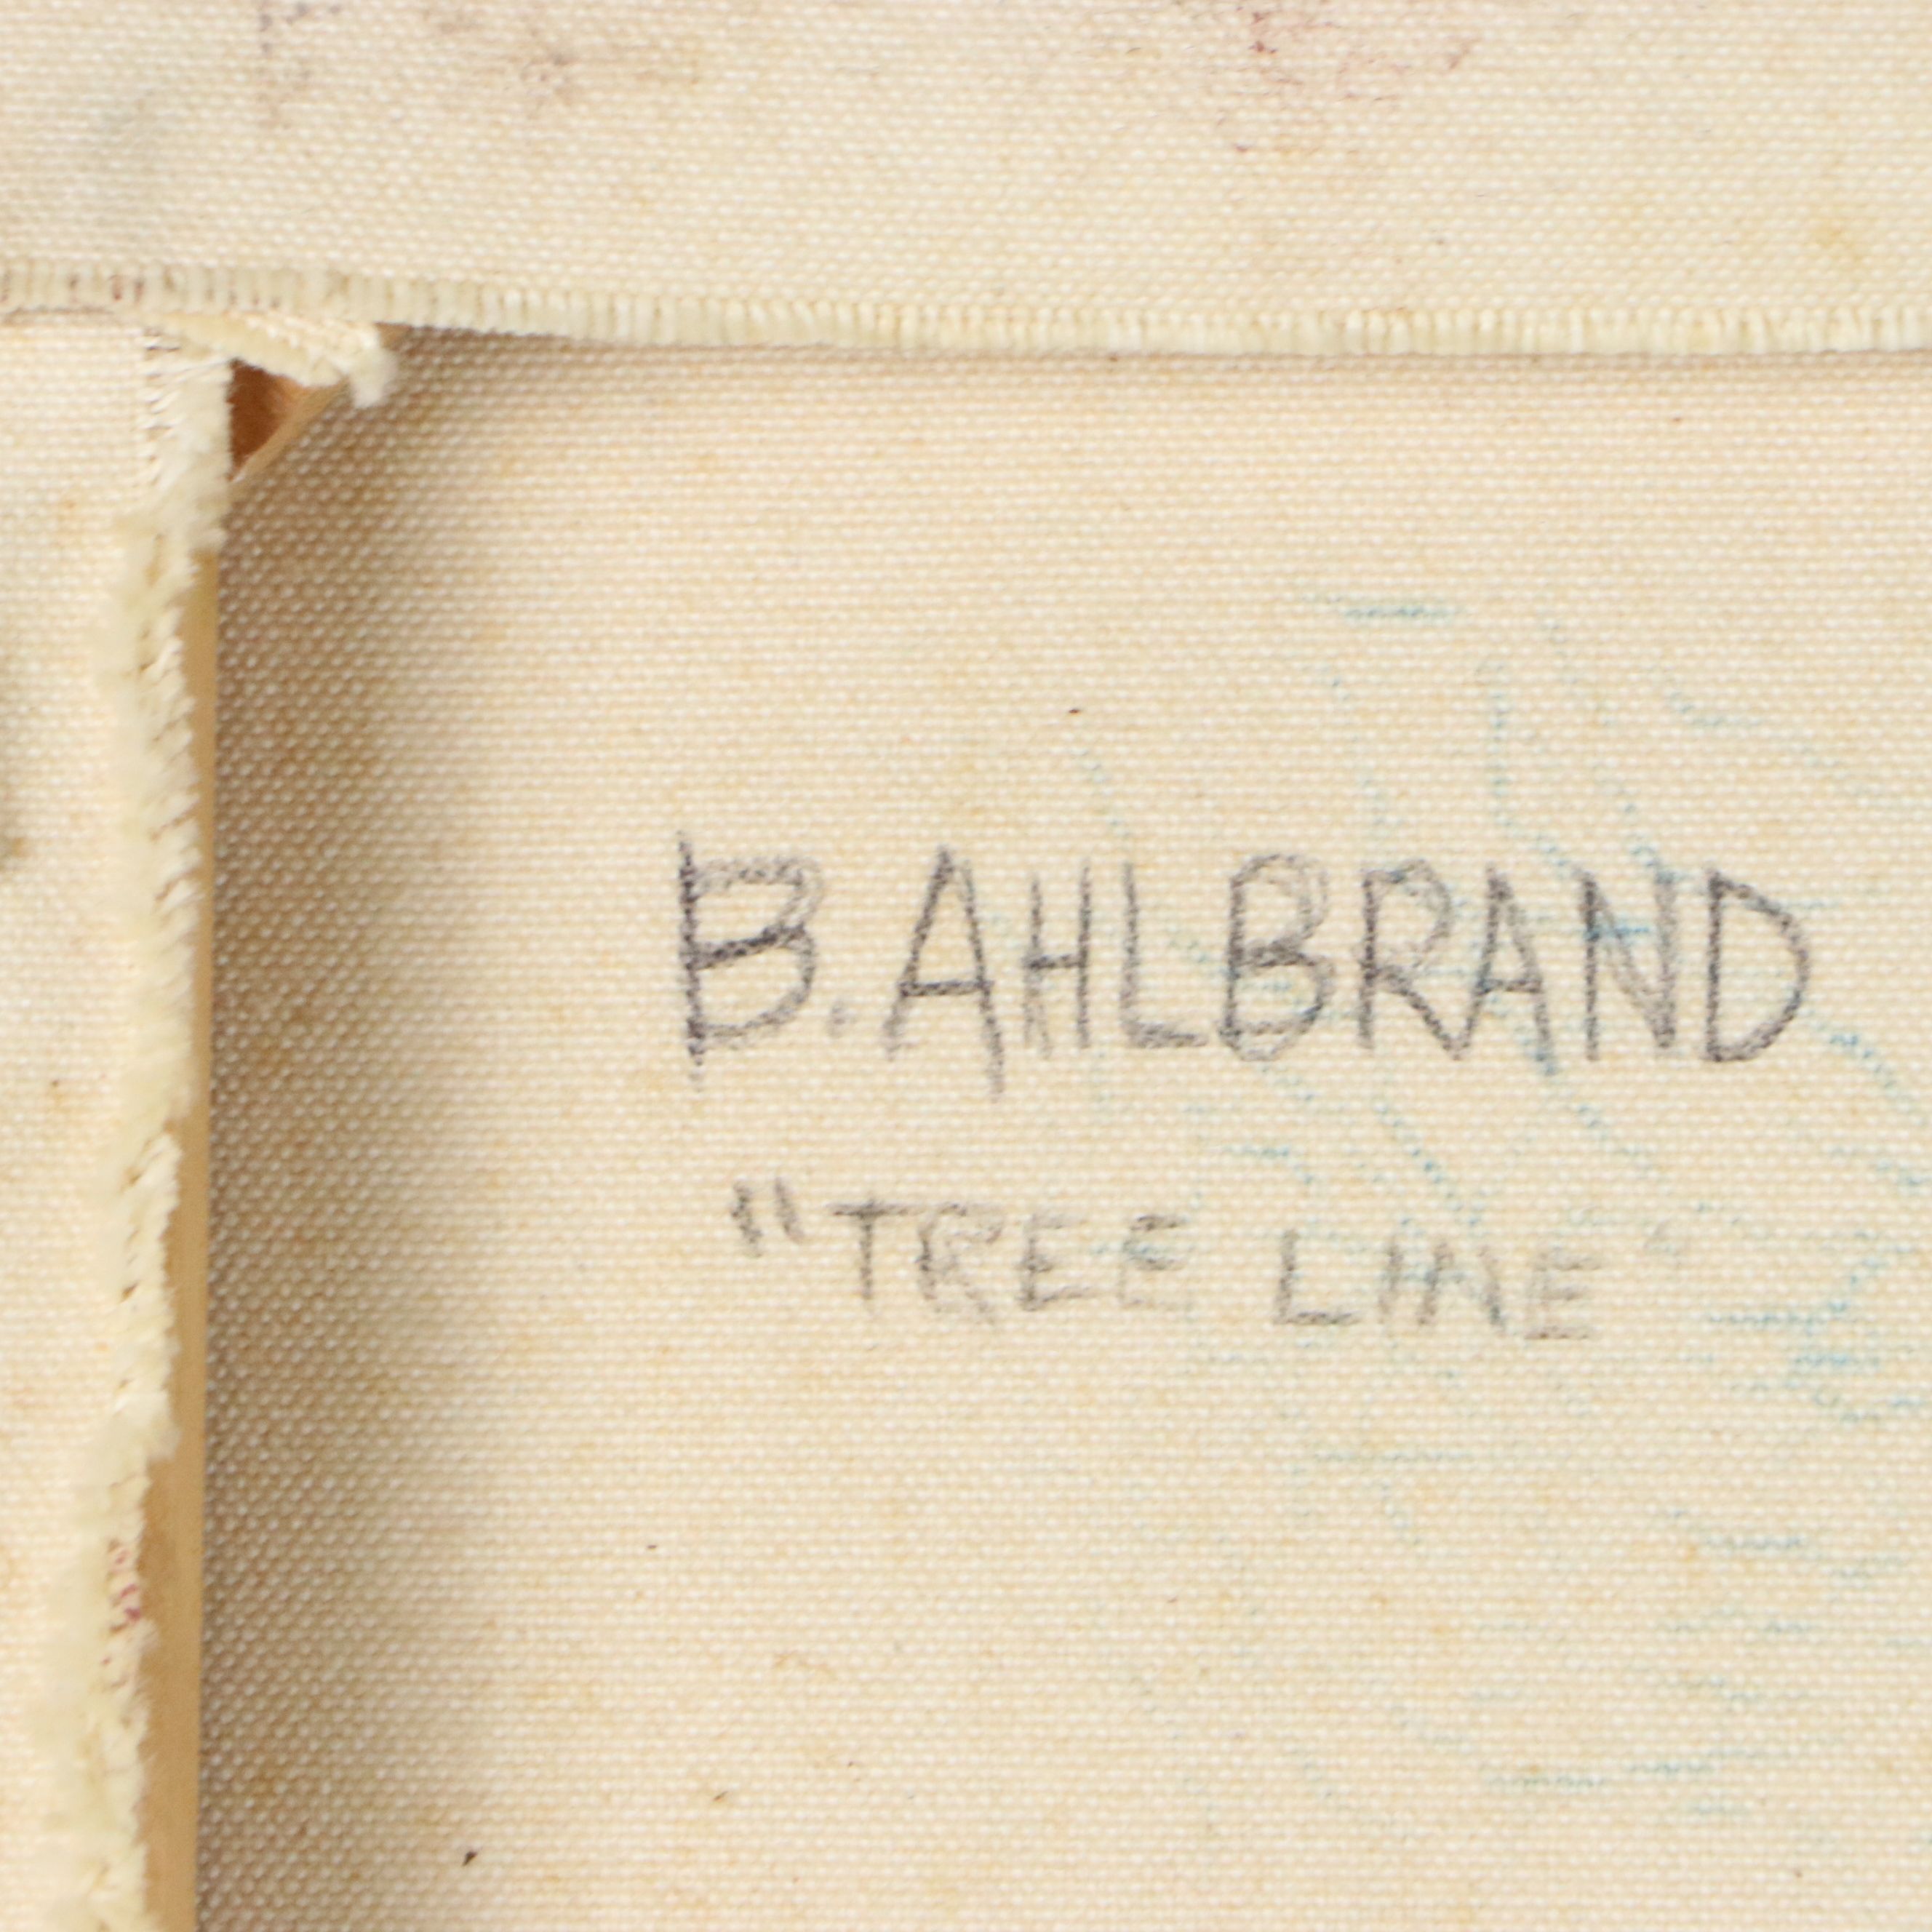 B. AHLBRAND
"TREE LINE"